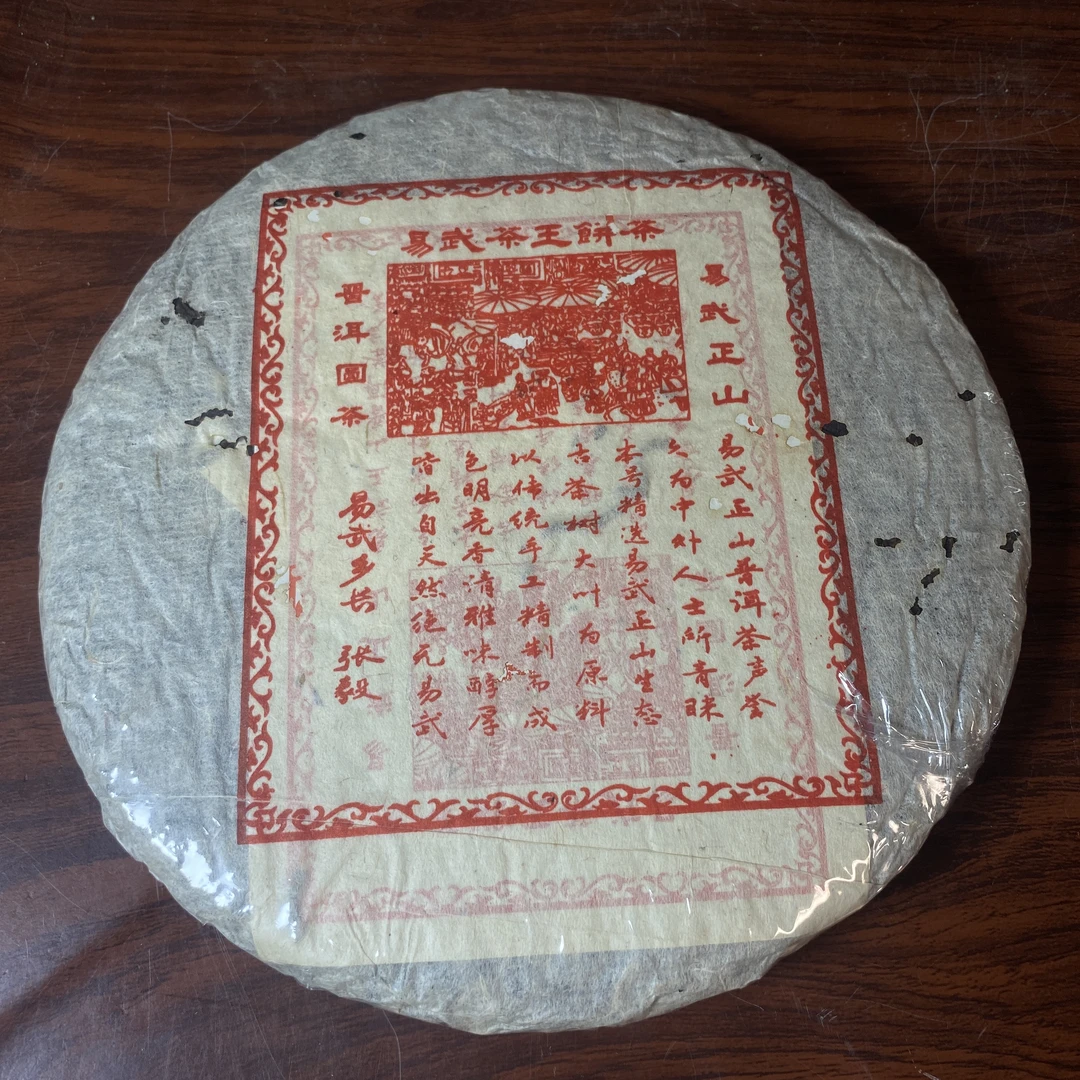 易武茶王餅茶
易武正山
普洱圓茶
易武正山普洱茶声誉
久为中外人士所青睐..
本号精选易武正山生态
古茶树大叶为原料
以传统手工精制而成
色明亮香清雅味醇厚
皆出自天然绝无易武
易武乡长 张毅